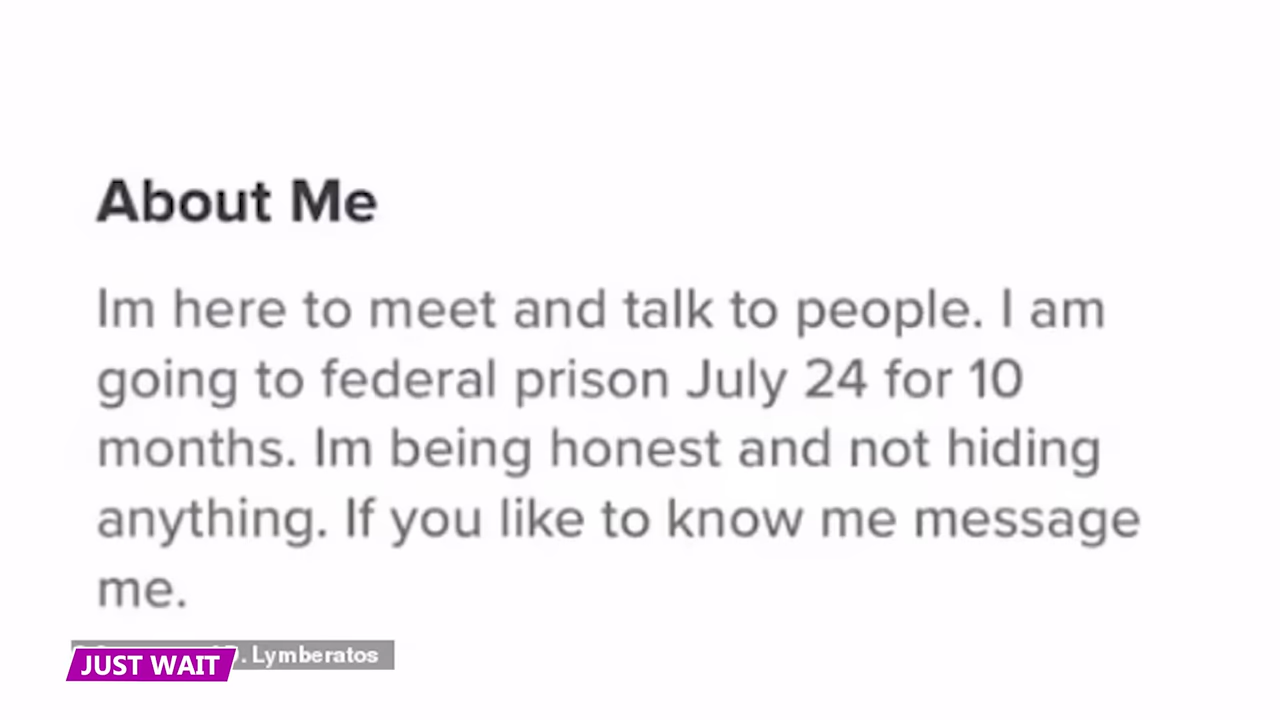 About Me
Im here to meet and talk to people. I am
going to federal prison July 24 for 10
months. Im being honest and not hiding
anything. If you like to know me message
me.
JUST WAIT
. Lymberatos